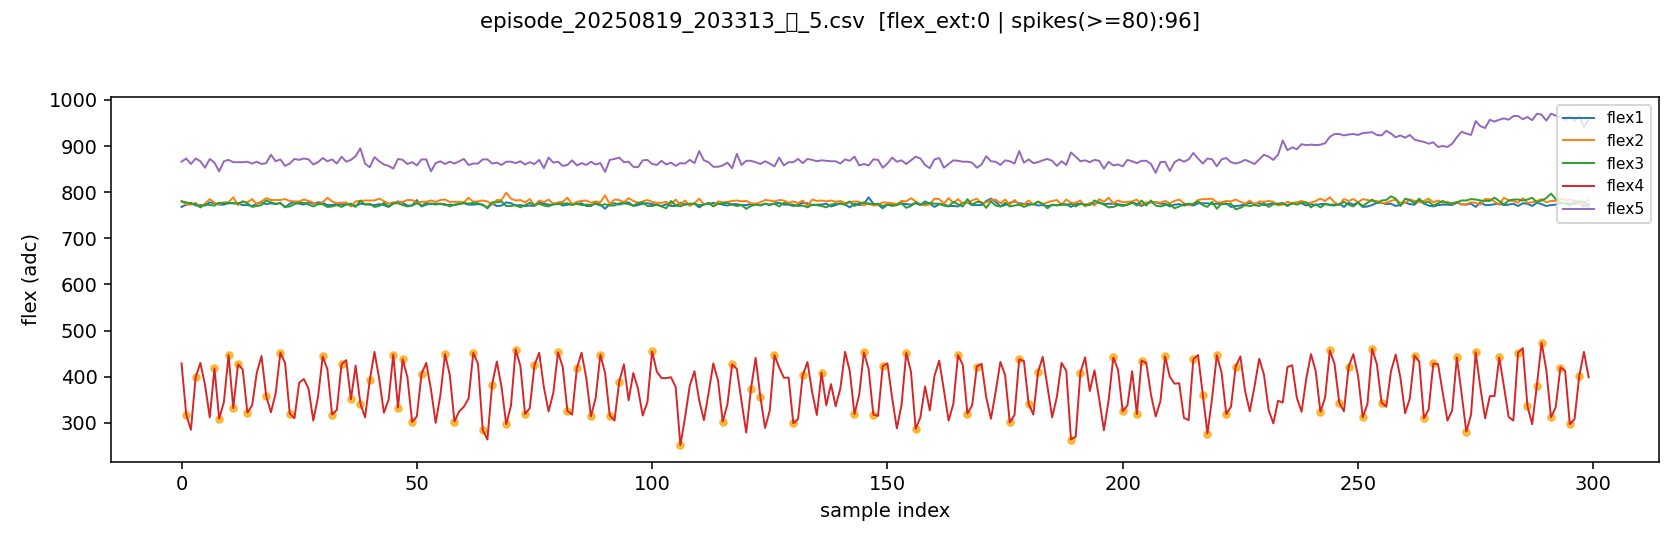 episode_20250819_203313_▯_5.csv  [flex_ext:0 | spikes(>=80):96]
flex (adc)
1000
900
800
700
600
500
400
300
0
50
100
150
200
250
300
sample index
flex1
flex2
flex3
flex4
flex5